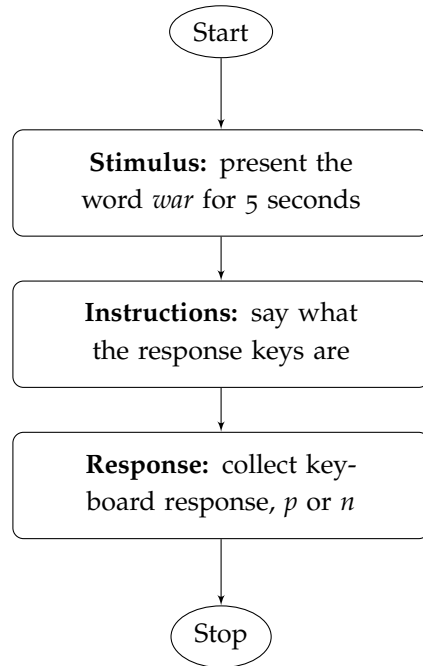 Start
Stimulus: present the
word war for 5 seconds
Instructions: say what
the response keys are
Response: collect key-
board response, p or n
Stop